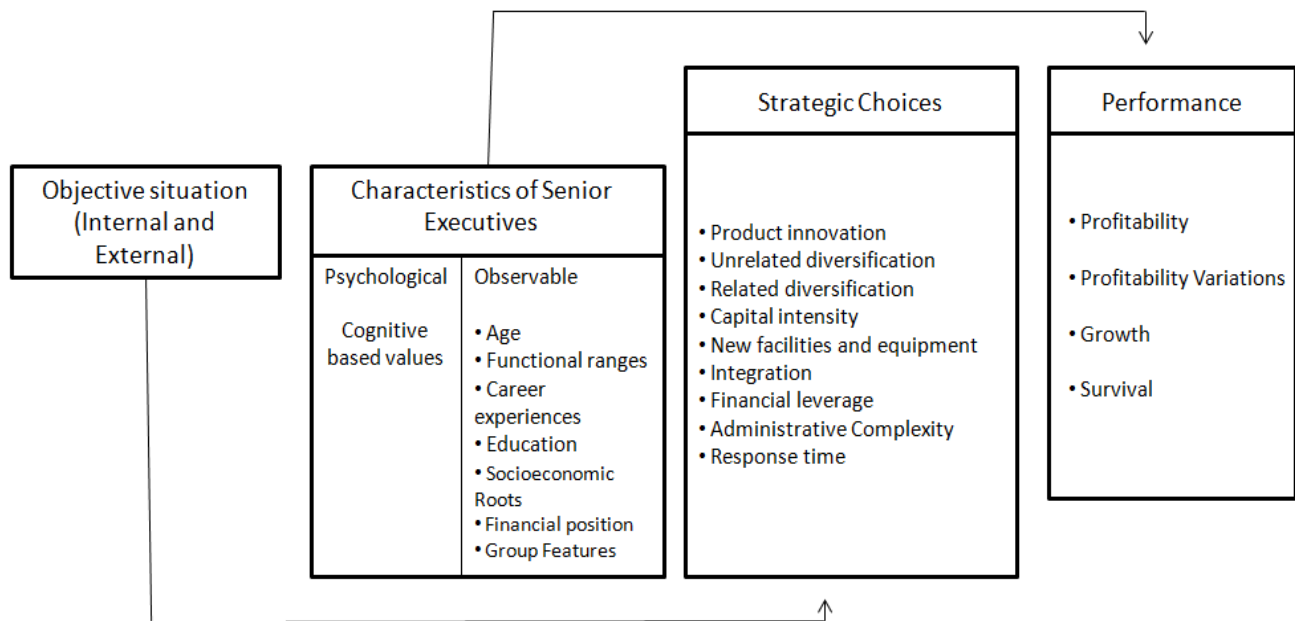 Objective situation
(Internal and
External)
Characteristics of Senior
Executives
Psychological
Cognitive
based values
Observable
• Age
• Functional ranges
• Career
experiences
• Education
• Socioeconomic
Roots
• Financial position
• Group Features
Strategic Choices
• Product innovation
• Unrelated diversification
• Related diversification
• Capital intensity
• New facilities and equipment
• Integration
• Financial leverage
• Administrative Complexity
• Response time
Performance
• Profitability
• Profitability Variations
• Growth
• Survival